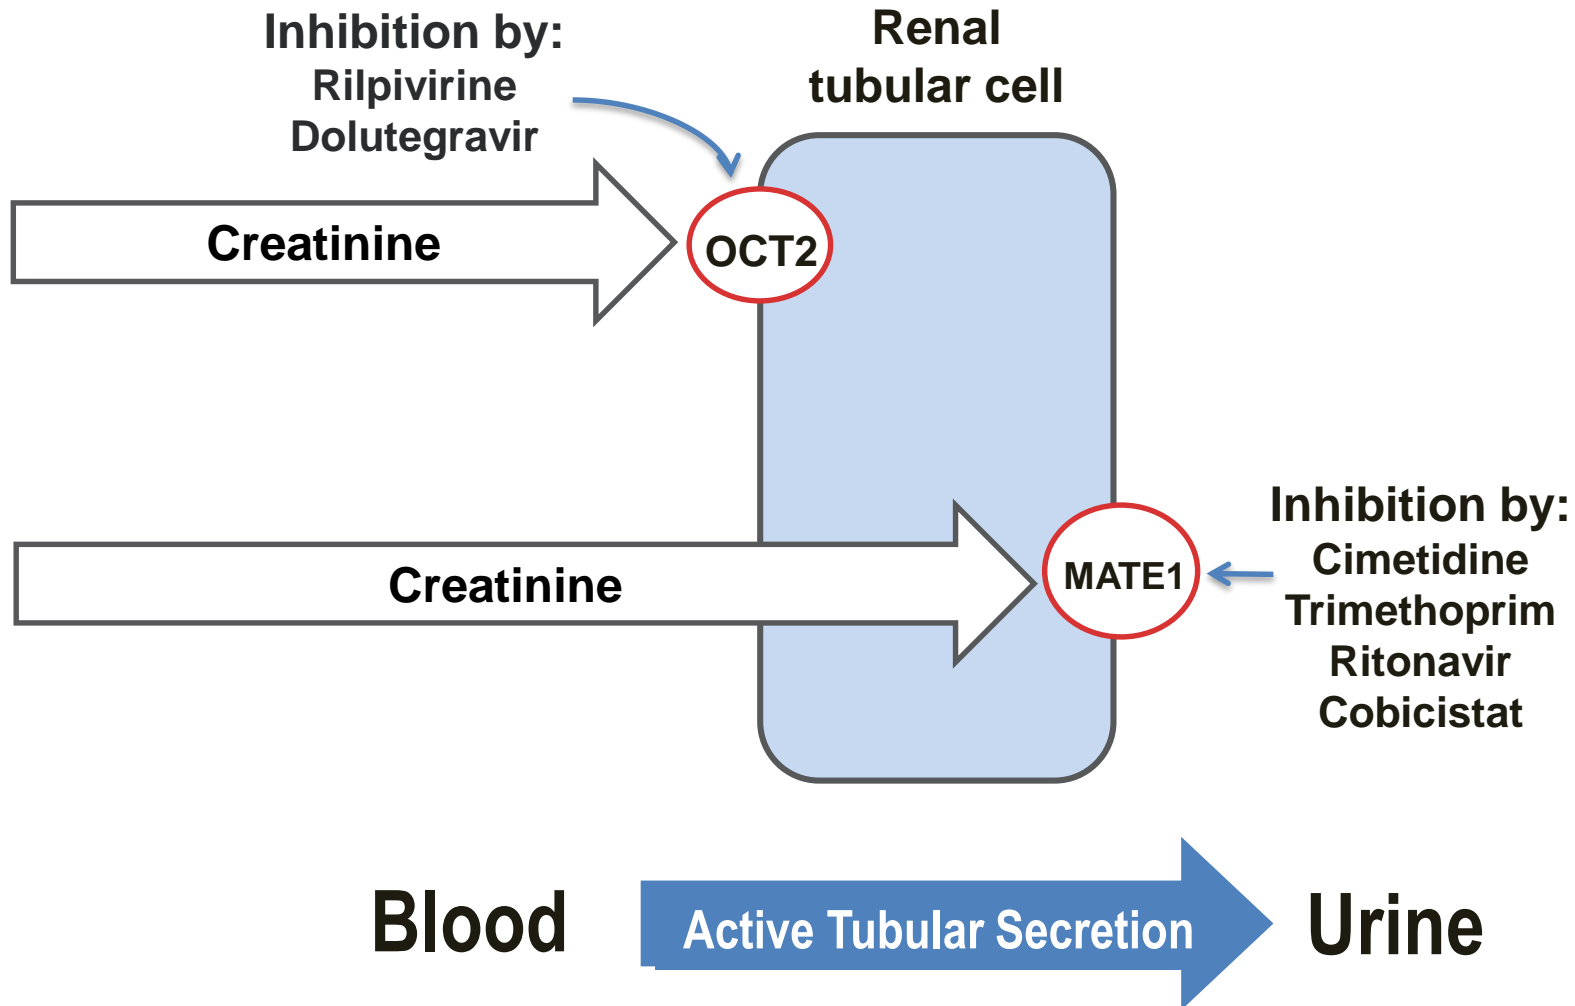 Inhibition by:
Rilpivirine
Dolutegravir
Renal
tubular cell
Creatinine
OCT2
Creatinine
MATE1
Inhibition by:
Cimetidine
Trimethoprim
Ritonavir
Cobicistat
Blood
Active Tubular Secretion
Urine